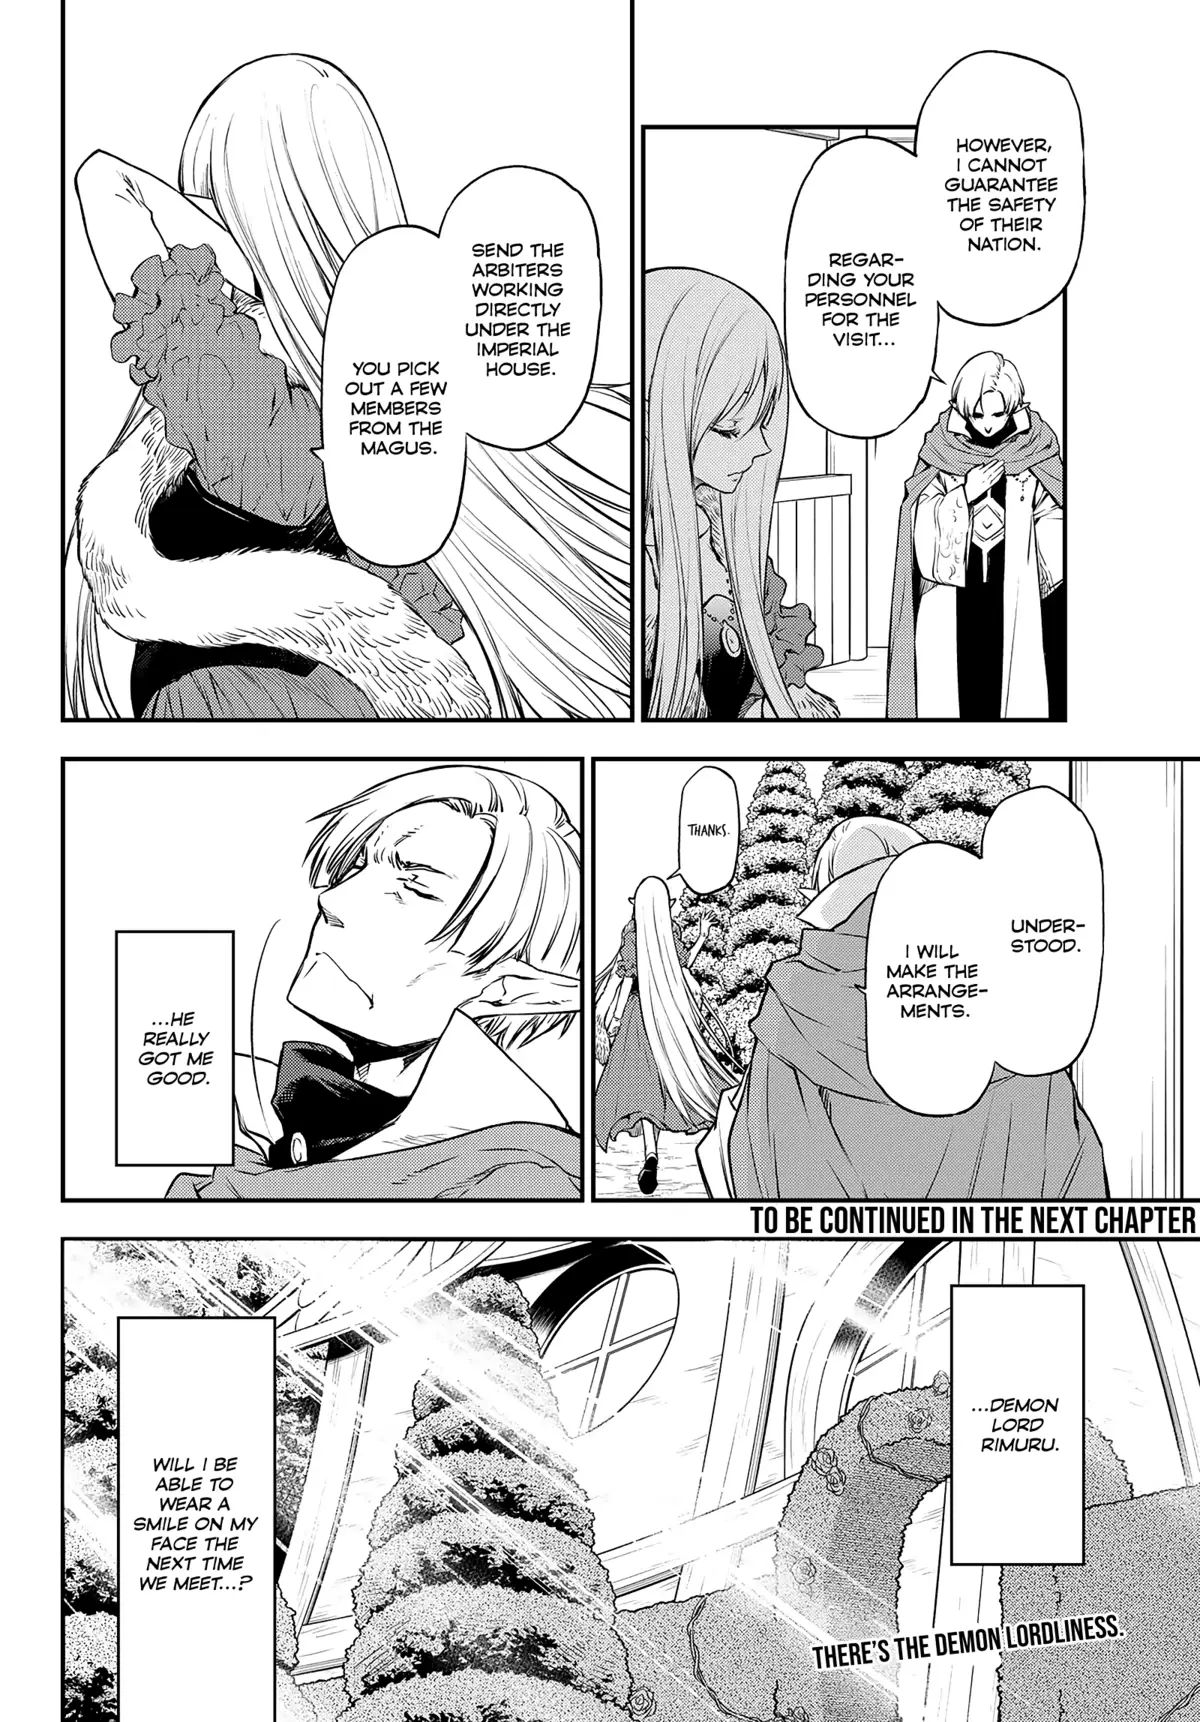 HOWEVER,
I CANNOT
GUARANTEE
THE SAFETY
OF THEIR
NATION.
REGAR-
DING YOUR
PERSONNEL
FOR THE
VISIT...
SEND THE
ARBITERS
WORKING
DIRECTLY
UNDER THE
IMPERIAL
HOUSE.
YOU PICK
OUT A FEW
MEMBERS
FROM THE
MAGUS.
UNDER-
STOOD.
I WILL
MAKE THE
ARRANGE-
MENTS.
THANKS.
...HE
REALLY
GOT ME
GOOD.
TO BE CONTINUED IN THE NEXT CHAPTER
...DEMON
LORD
RIMURU.
WILL I BE
ABLE TO
WEAR A
SMILE ON MY
FACE THE
NEXT TIME
WE MEET...?
THERE'S THE DEMON LORDLINESS.